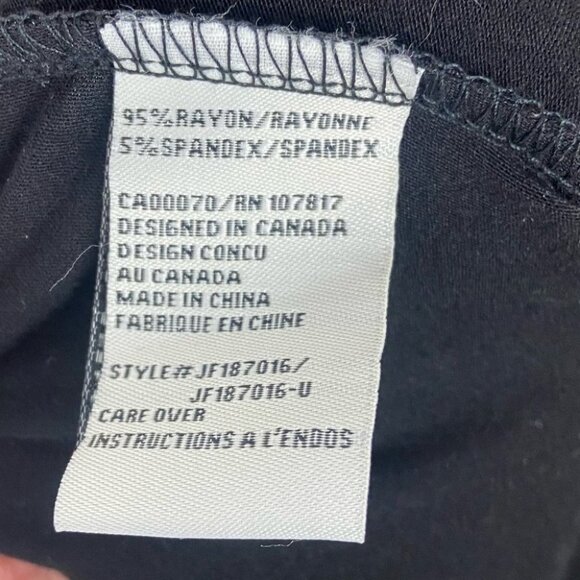 95%RAYON/RAYONNE
5%SPANDEX/SPANDEX
CA00070/RN 107817
DESIGNED IN CANADA
DESIGN CONCU
AU CANADA
MADE IN CHINA
FABRIQUE EN CHINE
STYLE# JF187016/
JF187016-U
CARE OVER
INSTRUCTIONS A L'ENDOS